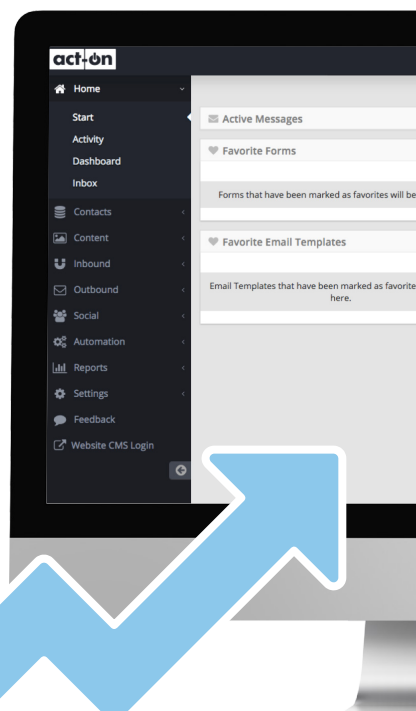 act-on
Home
Start
Activity
Dashboard
Inbox
Contacts
Content
Inbound
Outbound
Social
Automation
Reports
Settings
Feedback
Website CMS Login
Active Messages
Favorite Forms
Forms that have been marked as favorites will be
Favorite Email Templates
Email Templates that have been marked as favorite
here.